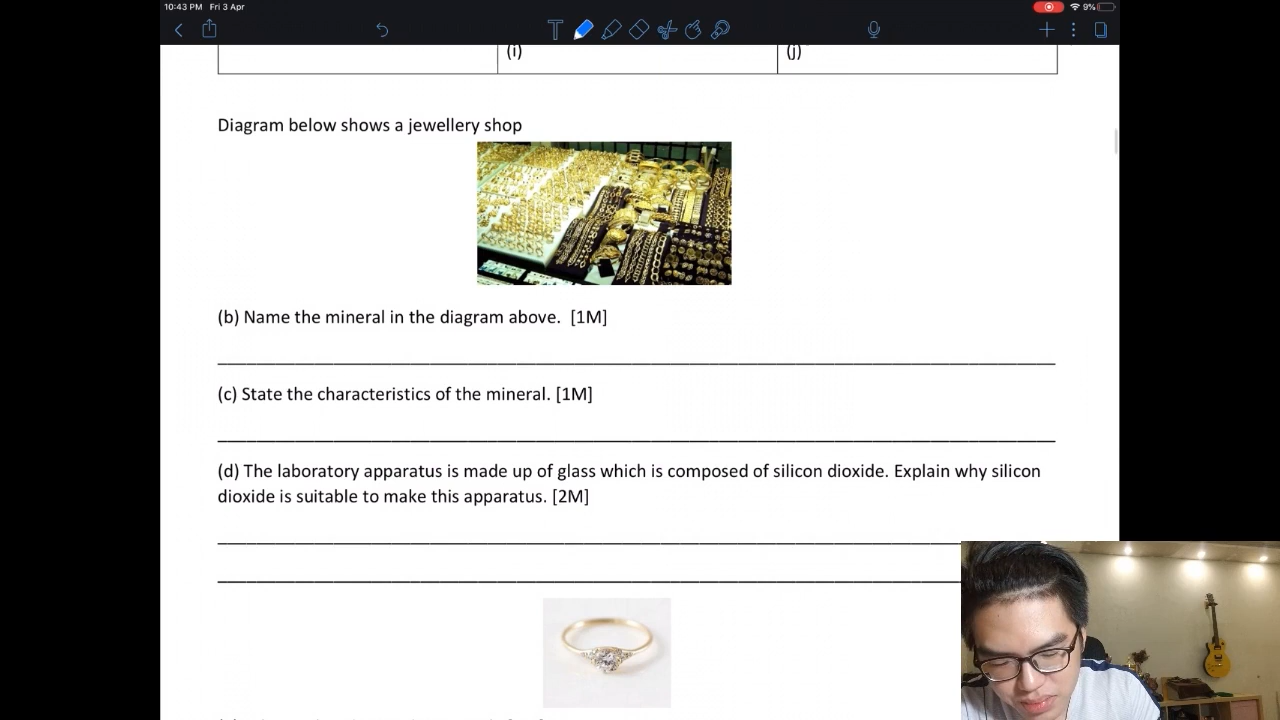 10:43 PM Fri 3 Apr
9%
T
(i)
(j)
Diagram below shows a jewellery shop
(b) Name the mineral in the diagram above. [1M]
(c) State the characteristics of the mineral. [1M]
(d) The laboratory apparatus is made up of glass which is composed of silicon dioxide. Explain why silicon
dioxide is suitable to make this apparatus. [2M]